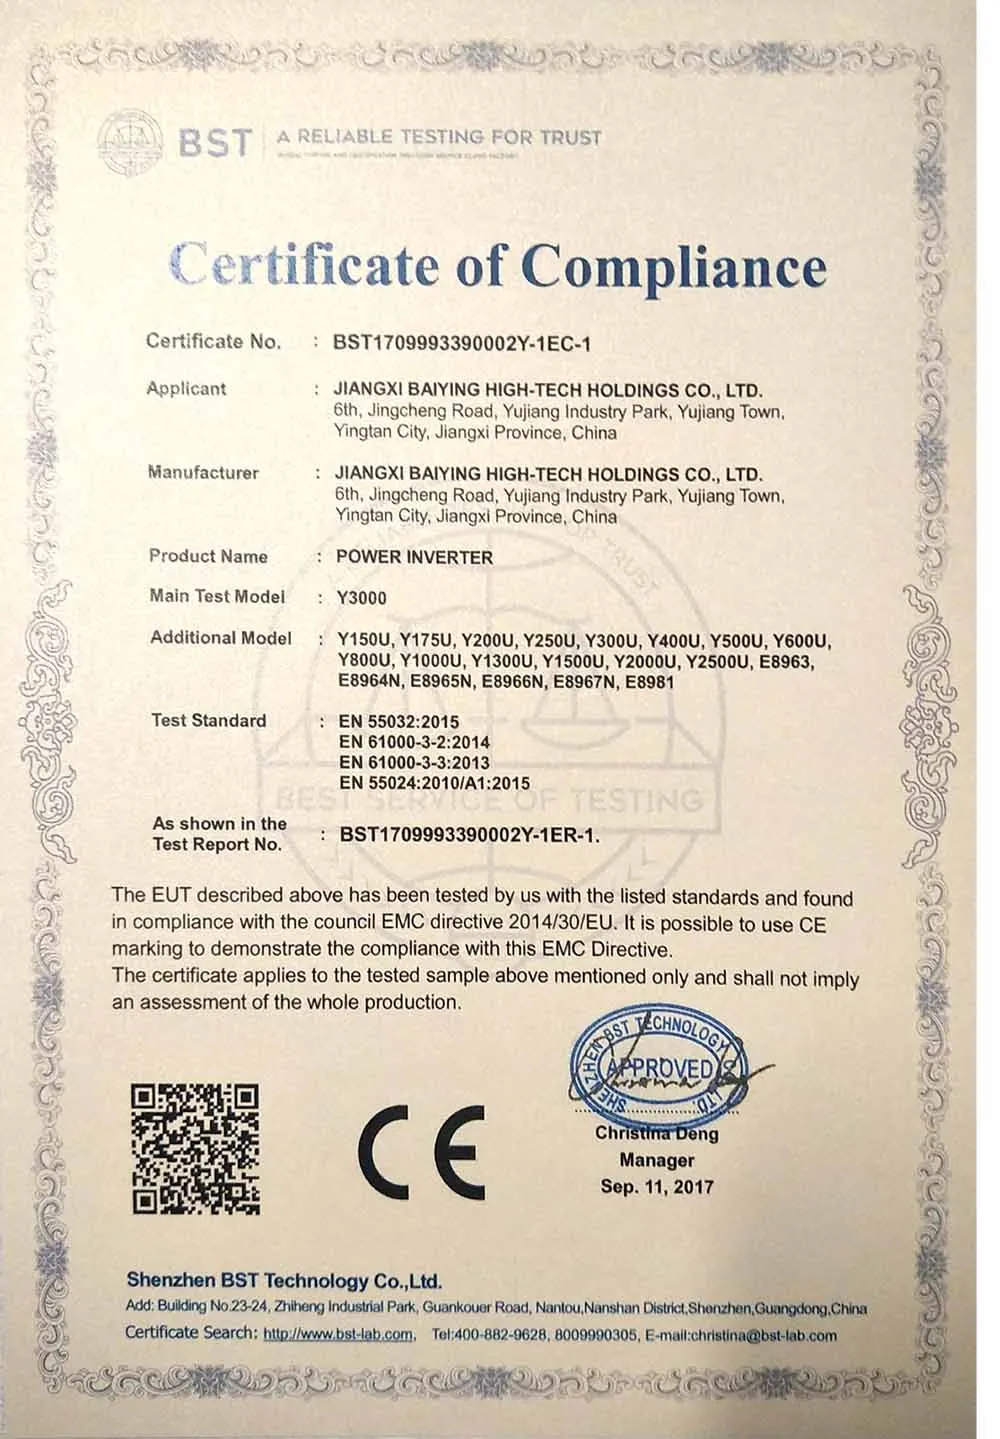 BST A RELIABLE TESTING FOR TRUST
Certificate of Compliance
Certificate No. : BST1709993390002Y-1EC-1
Applicant : JIANGXI BAIYING HIGH-TECH HOLDINGS CO., LTD.
6th, Jingcheng Road, Yujiang Industry Park, Yujiang Town,
Yingtan City, Jiangxi Province, China
Manufacturer : JIANGXI BAIYING HIGH-TECH HOLDINGS CO., LTD.
6th, Jingcheng Road, Yujiang Industry Park, Yujiang Town,
Yingtan City, Jiangxi Province, China
Product Name : POWER INVERTER
Main Test Model : Y3000
Additional Model : Y150U, Y175U, Y200U, Y250U, Y300U, Y400U, Y500U, Y600U,
Y800U, Y1000U, Y1300U, Y1500U, Y2000U, Y2500U, E8963,
E8964N, E8965N, E8966N, E8967N, E8981
Test Standard : EN 55032:2015
EN 61000-3-2:2014
EN 61000-3-3:2013
EN 55024:2010/A1:2015
BEST SERVICE OF TESTING
As shown in the
Test Report No. : BST1709993390002Y-1ER-1.
The EUT described above has been tested by us with the listed standards and found
in compliance with the council EMC directive 2014/30/EU. It is possible to use CE
marking to demonstrate the compliance with this EMC Directive.
The certificate applies to the tested sample above mentioned only and shall not imply
an assessment of the whole production.
SHENZHEN BST TECHNOLOGY CO., LTD.
APPROVED
CE
Christina Deng
Manager
Sep. 11, 2017
Shenzhen BST Technology Co.,Ltd.
Add: Building No.23-24, Zhiheng Industrial Park, Guankouer Road, Nantou,Nanshan District,Shenzhen,Guangdong,China
Certificate Search: http://www.bst-lab.com, Tel:400-882-9628, 8009990305, E-mail:christina@bst-lab.com